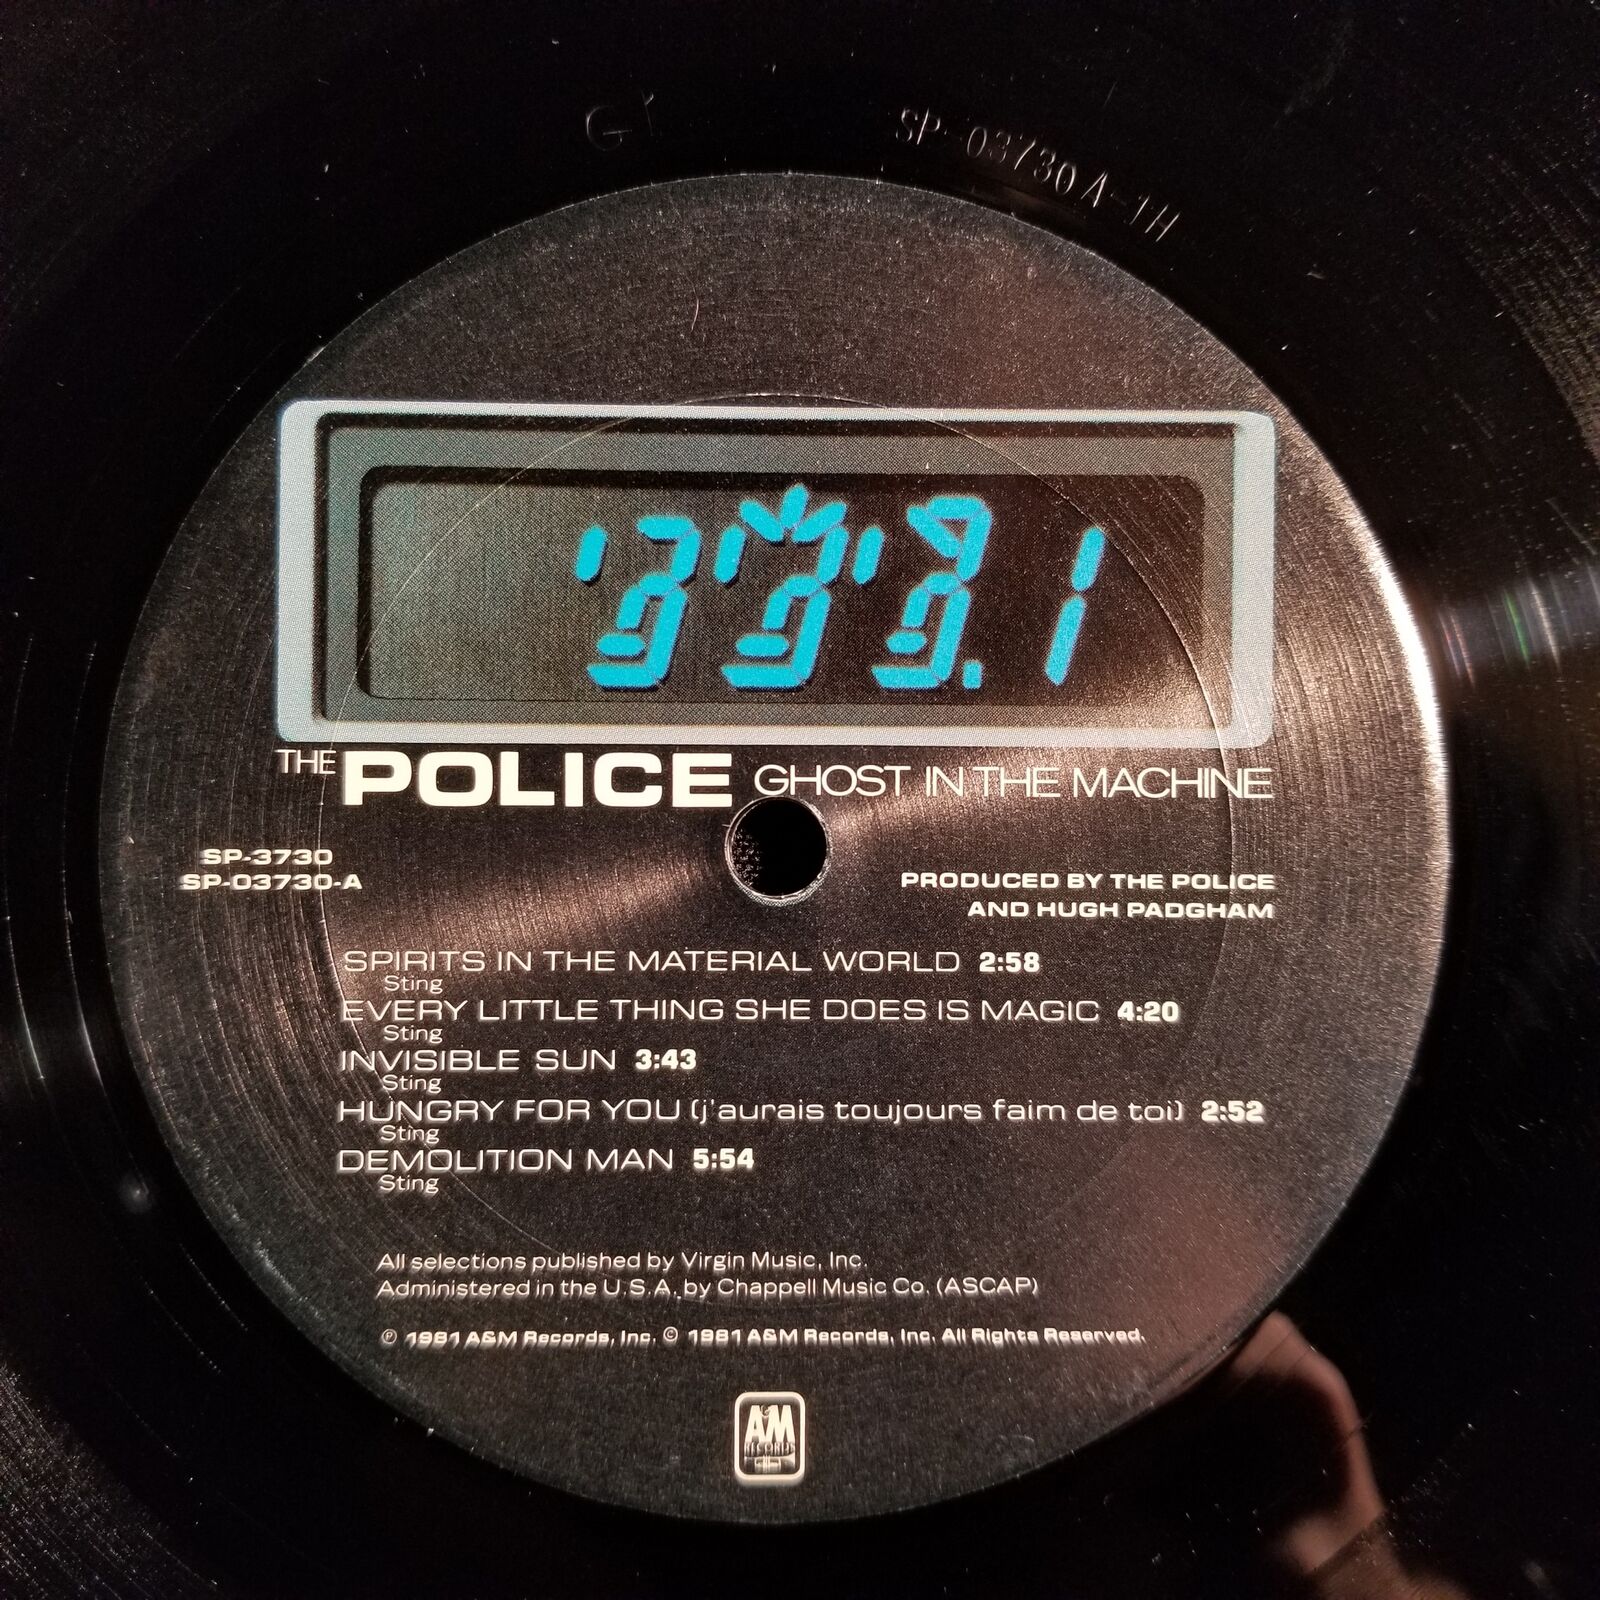 SP-03730 A-1H
THE POLICE GHOST IN THE MACHINE
SP-3730
SP-03730-A
PRODUCED BY THE POLICE
AND HUGH PADGHAM
SPIRITS IN THE MATERIAL WORLD 2:58
Sting
EVERY LITTLE THING SHE DOES IS MAGIC 4:20
Sting
INVISIBLE SUN 3:43
Sting
HUNGRY FOR YOU (j'aurais toujours faim de toi) 2:52
Sting
DEMOLITION MAN 5:54
Sting
All selections published by Virgin Music, Inc.
Administered in the U.S.A. by Chappell Music Co. (ASCAP)
℗ 1981 A&M Records, Inc. © 1981 A&M Records, Inc. All Rights Reserved.
A&M
RECORDS